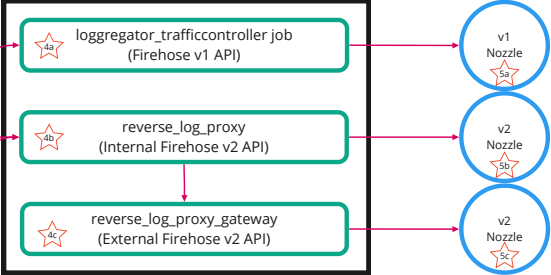 loggregator_trafficcontroller job
(Firehose v1 API)
4a
v1
Nozzle
5a
reverse_log_proxy
(Internal Firehose v2 API)
4b
v2
Nozzle
5b
reverse_log_proxy_gateway
(External Firehose v2 API)
4c
v2
Nozzle
5c